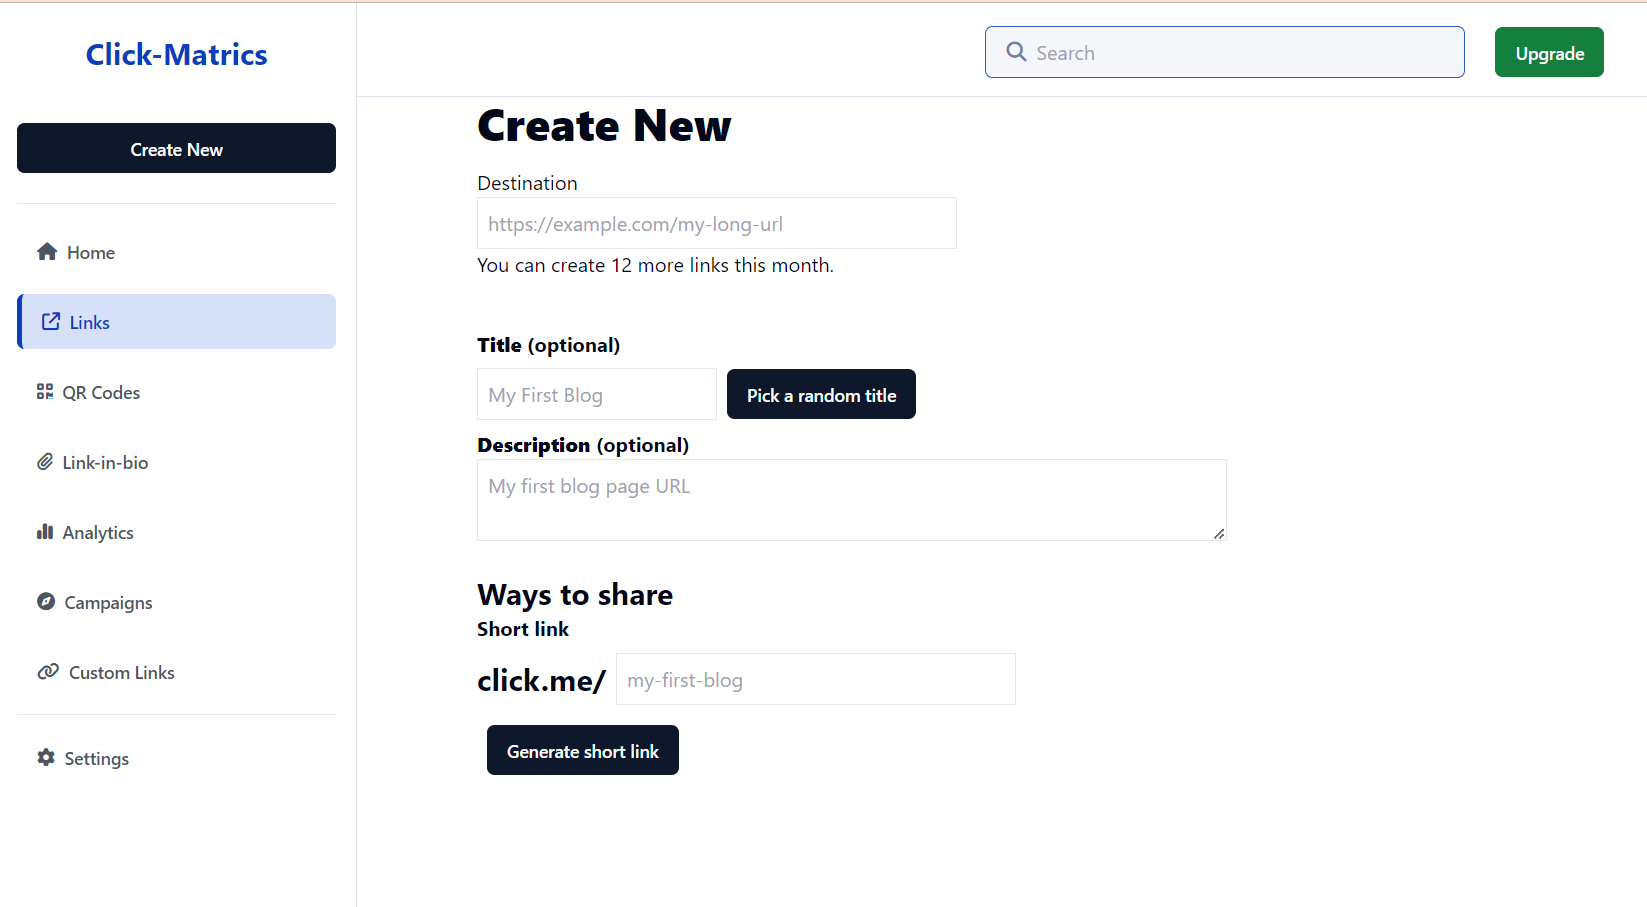 Click-Matrics
Search
Upgrade
Create New
Home
Links
QR Codes
Link-in-bio
Analytics
Campaigns
Custom Links
Settings
Create New
Destination
https://example.com/my-long-url
You can create 12 more links this month.
Title (optional)
My First Blog
Pick a random title
Description (optional)
My first blog page URL
Ways to share
Short link
click.me/ my-first-blog
Generate short link